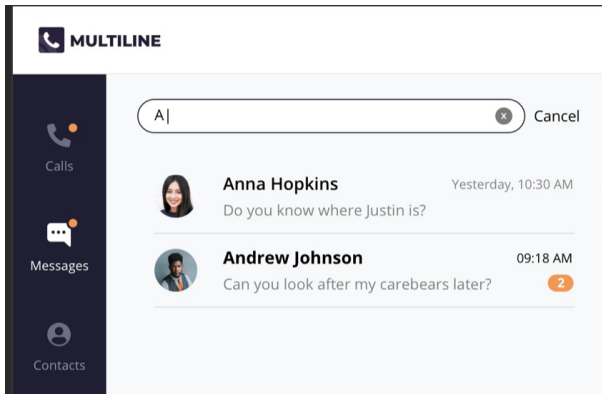 MULTILINE
A x Cancel
Calls
Anna Hopkins Yesterday, 10:30 AM
Do you know where Justin is?
Messages
Andrew Johnson 09:18 AM
Can you look after my carebears later? 2
Contacts